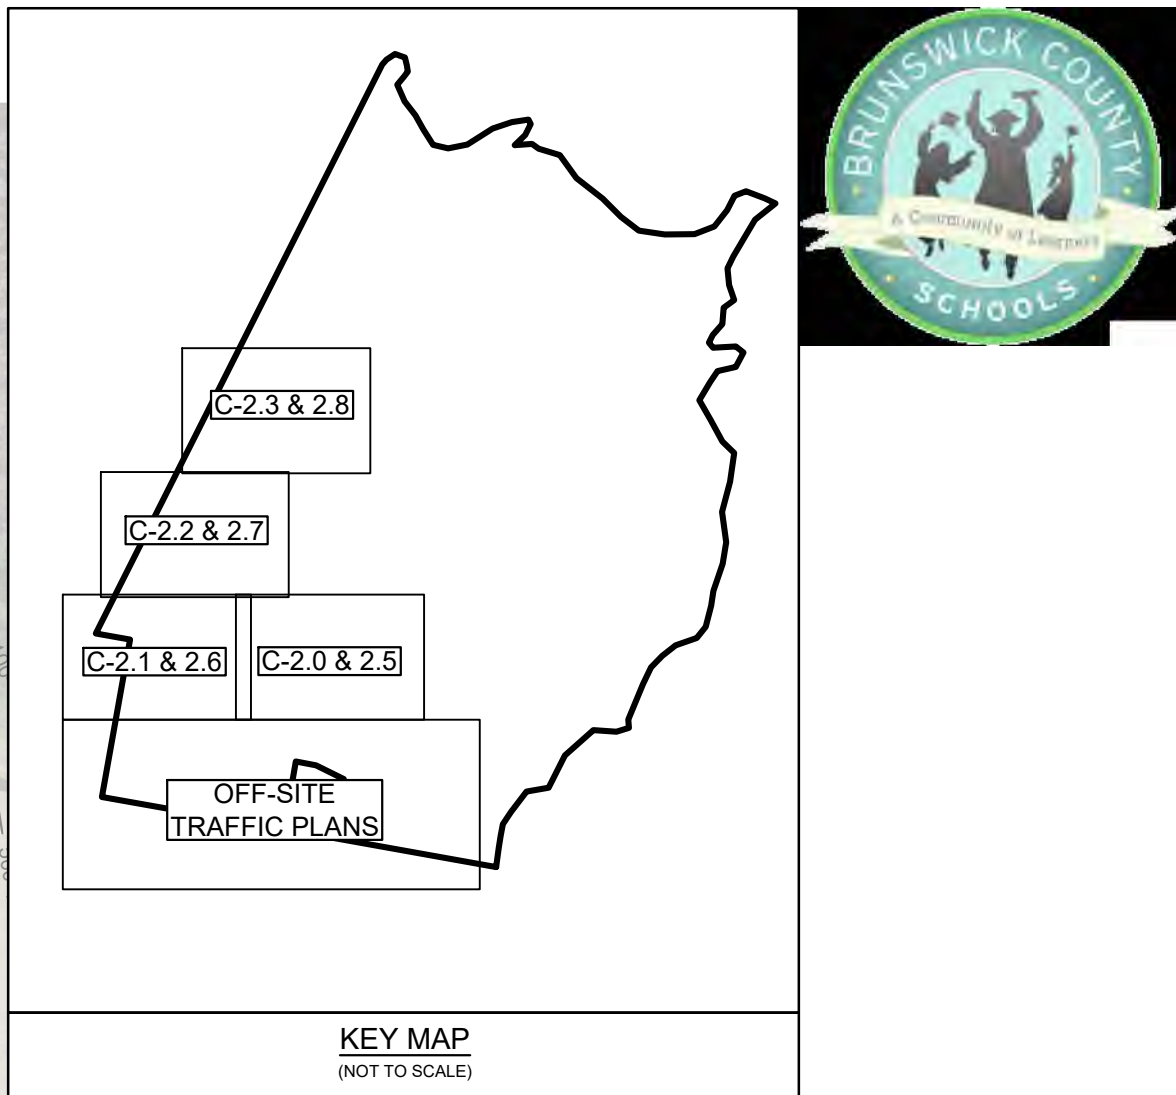 BRUNSWICK COUNTY
A Community of Learners
SCHOOLS
C-2.3 & 2.8
C-2.2 & 2.7
C-2.1 & 2.6
C-2.0 & 2.5
OFF-SITE
TRAFFIC PLANS
KEY MAP
(NOT TO SCALE)